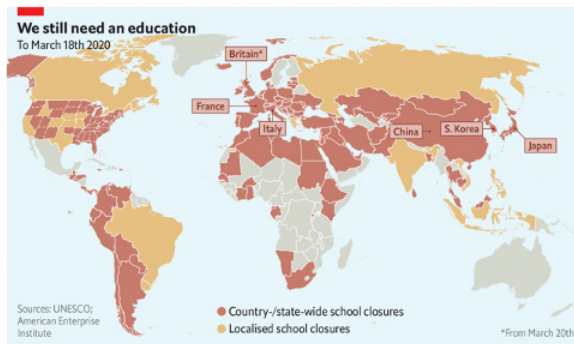 We still need an education
To March 18th 2020
Britain*
France
Italy
China
S. Korea
Japan
Country-/state-wide school closures
Localised school closures
Sources: UNESCO;
American Enterprise
Institute
*From March 20th